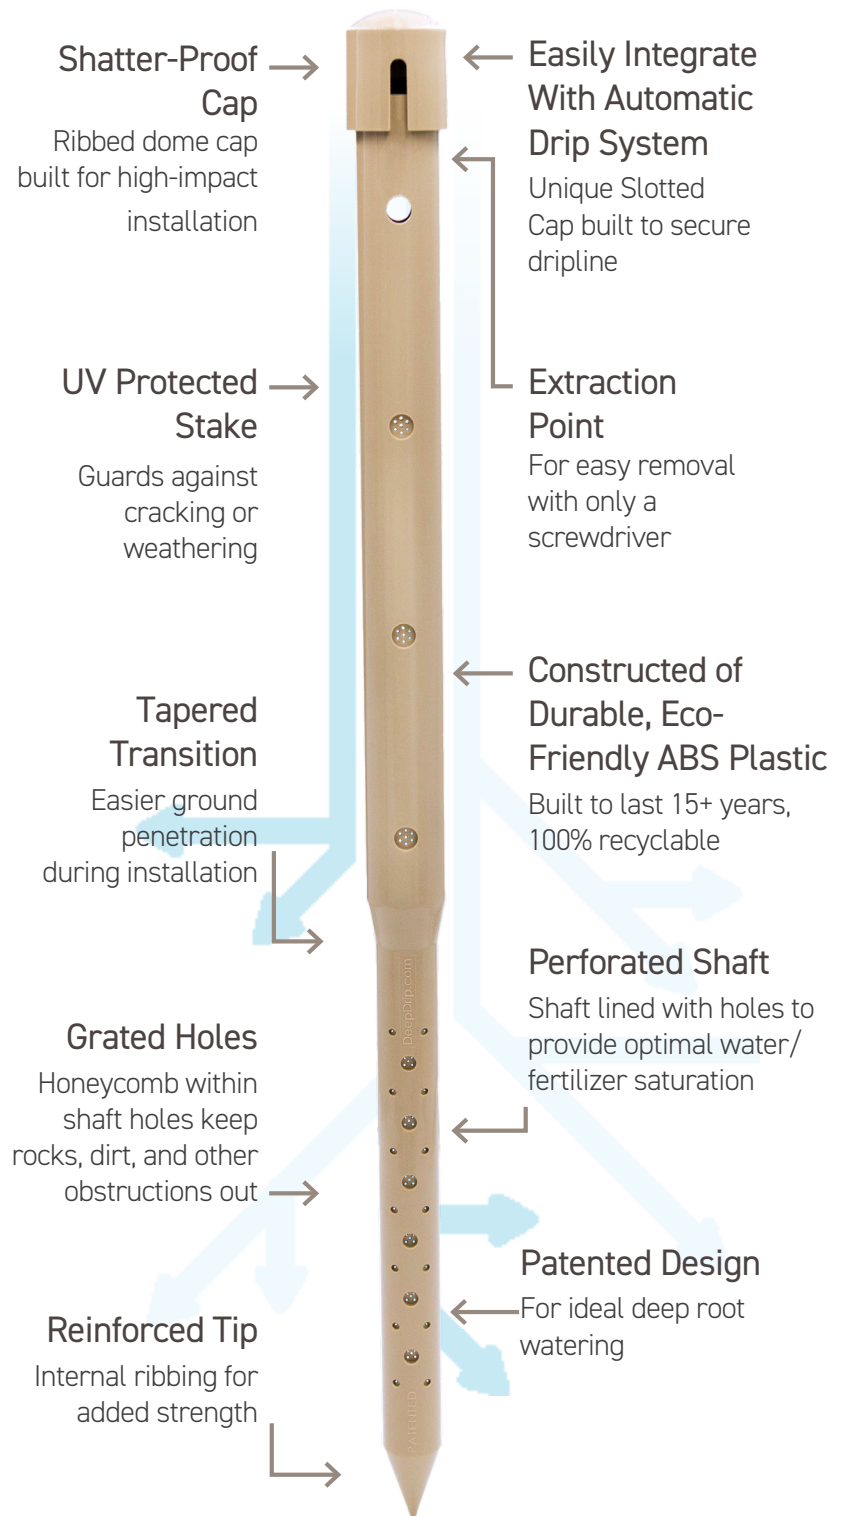 Shatter-Proof
Cap
Ribbed dome cap
built for high-impact
installation
Easily Integrate
With Automatic
Drip System
Unique Slotted
Cap built to secure
dripline
UV Protected
Stake
Guards against
cracking or
weathering
Extraction
Point
For easy removal
with only a
screwdriver
Tapered
Transition
Easier ground
penetration
during installation
Constructed of
Durable, Eco-
Friendly ABS Plastic
Built to last 15+ years,
100% recyclable
DeepDrip.com
Grated Holes
Honeycomb within
shaft holes keep
rocks, dirt, and other
obstructions out
Perforated Shaft
Shaft lined with holes to
provide optimal water/
fertilizer saturation
Reinforced Tip
Internal ribbing for
added strength
Patented Design
For ideal deep root
watering
PATENTED